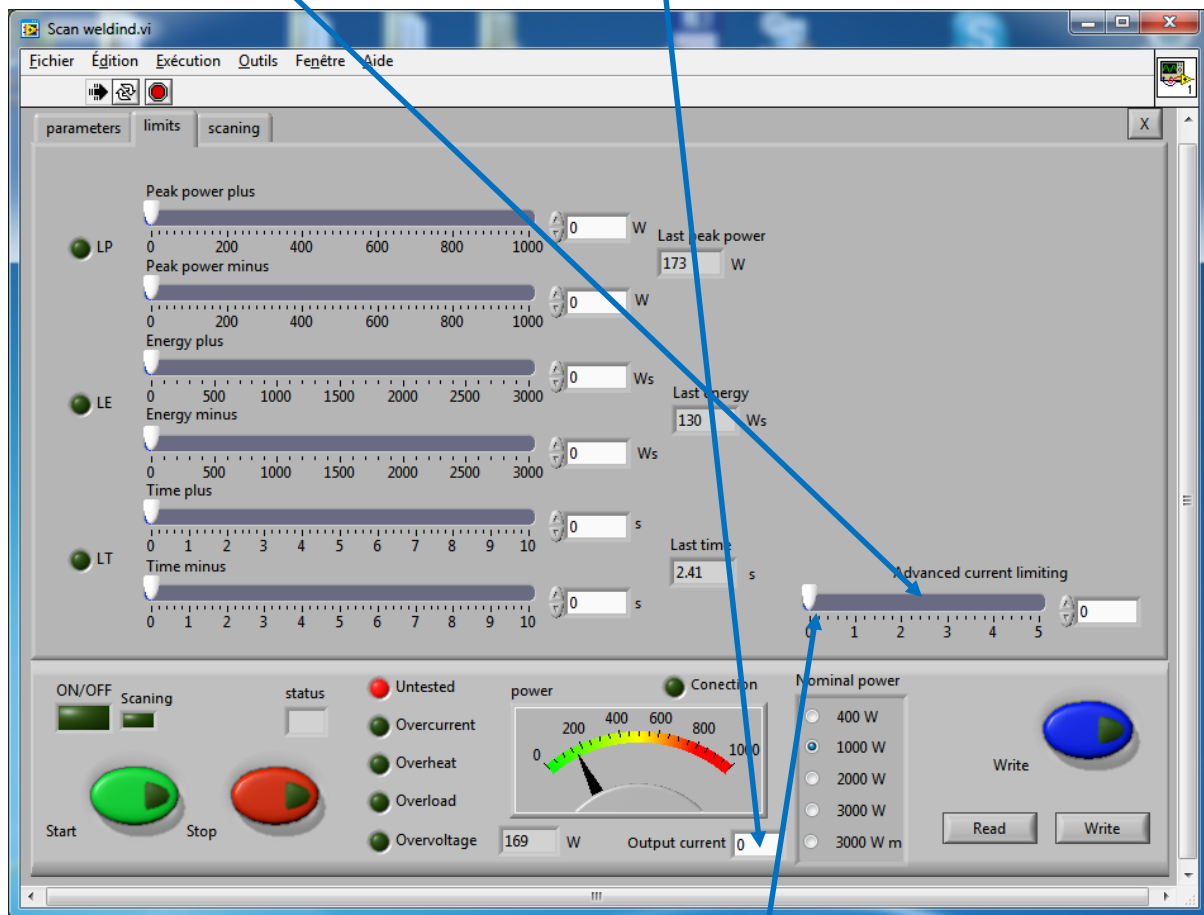 Scan weldind.vi
Fichier Édition Exécution Outils Fenêtre Aide
1
parameters limits scaning X
Peak power plus
LP
0 200 400 600 800 1000
0 W
Last peak power
173 W
Peak power minus
0 200 400 600 800 1000
0 W
Energy plus
LE
0 500 1000 1500 2000 2500 3000
0 Ws
Last energy
130 Ws
Energy minus
0 500 1000 1500 2000 2500 3000
0 Ws
Time plus
LT
0 1 2 3 4 5 6 7 8 9 10
0 s
Last time
2.41 s
Time minus
0 1 2 3 4 5 6 7 8 9 10
0 s
Advanced current limiting
0 1 2 3 4 5
0
ON/OFF Scaning status
Start Stop
Untested
Overcurrent
Overheat
Overload
Overvoltage
power
Conection
0 200 400 600 800 1000
169 W
Output current 0
Nominal power
400 W
1000 W
2000 W
3000 W
3000 W m
Write
Read Write